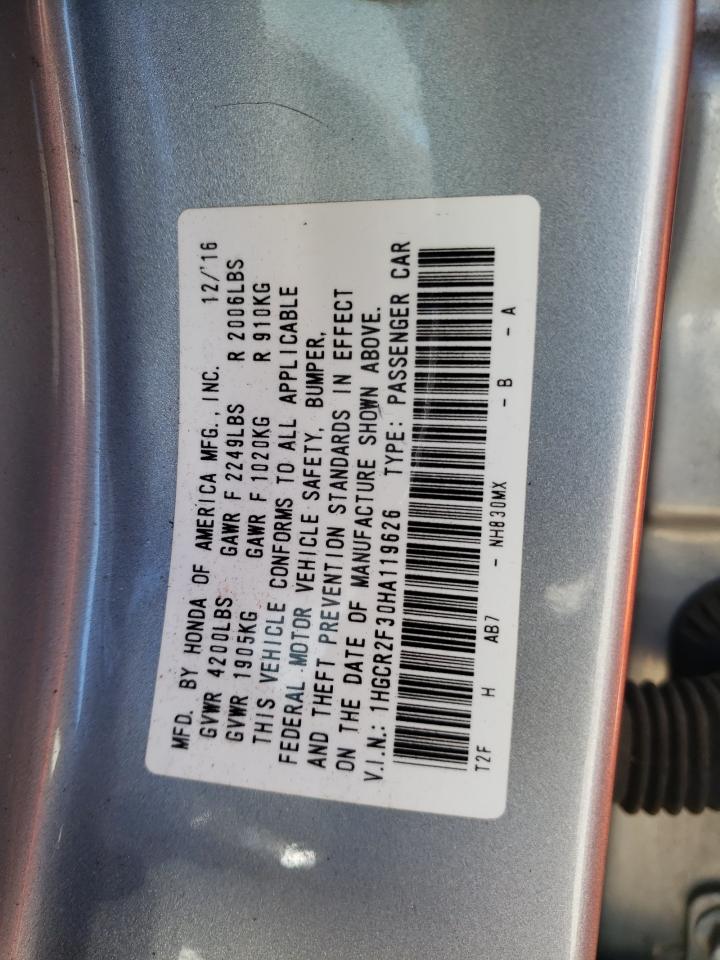 MFD. BY HONDA OF AMERICA MFG., INC. 12/'16
GVWR 4200LBS GAWR F 2249LBS R 2006LBS
GVWR 1905KG GAWR F 1020KG R 910KG
THIS VEHICLE CONFORMS TO ALL APPLICABLE
FEDERAL MOTOR VEHICLE SAFETY, BUMPER,
AND THEFT PREVENTION STANDARDS IN EFFECT
ON THE DATE OF MANUFACTURE SHOWN ABOVE.
V.I.N.: 1HGCR2F30HA119626 TYPE: PASSENGER CAR
T2F H AB7 - NH830MX - B - A